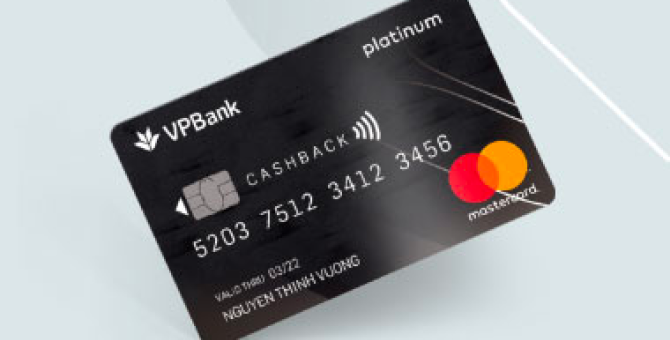 platinum
VPBank
CASHBACK
5203 7512 3412 3456
VALID THRU 03/22
NGUYEN THINH VUONG
mastercard.